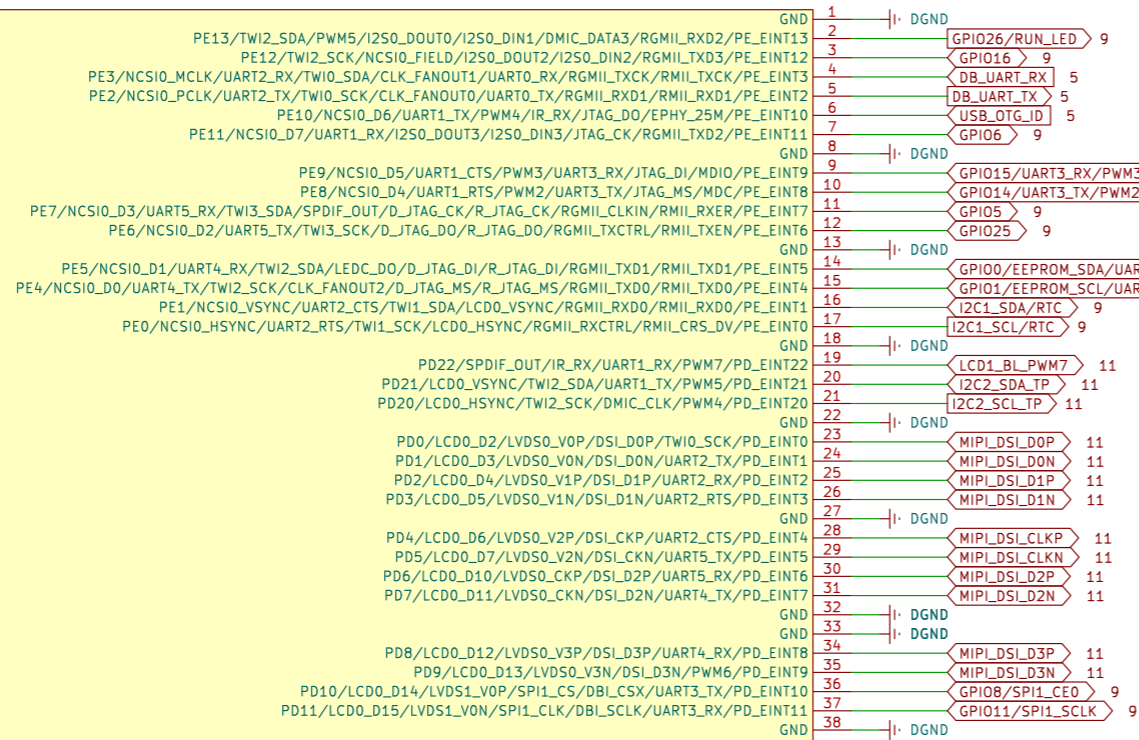 GND 1 DGND
PE13/TWI2_SDA/PWM5/I2S0_DOUT0/I2S0_DIN1/DMIC_DATA3/RGMII_RXD2/PE_EINT13 2 GPIO26/RUN_LED 9
PE12/TWI2_SCK/NCSI0_FIELD/I2S0_DOUT2/I2S0_DIN2/RGMII_TXD3/PE_EINT12 3 GPIO16 9
PE3/NCSI0_MCLK/UART2_RX/TWI0_SDA/CLK_FANOUT1/UART0_RX/RGMII_TXCK/RMII_TXCK/PE_EINT3 4 DB_UART_RX 5
PE2/NCSI0_PCLK/UART2_TX/TWI0_SCK/CLK_FANOUT0/UART0_TX/RGMII_RXD1/RMII_RXD1/PE_EINT2 5 DB_UART_TX 5
PE10/NCSI0_D6/UART1_TX/PWM4/IR_RX/JTAG_DO/EPHY_25M/PE_EINT10 6 USB_OTG_ID 5
PE11/NCSI0_D7/UART1_RX/I2S0_DOUT3/I2S0_DIN3/JTAG_CK/RGMII_TXD2/PE_EINT11 7 GPIO6 9
GND 8 DGND
PE9/NCSI0_D5/UART1_CTS/PWM3/UART3_RX/JTAG_DI/MDIO/PE_EINT9 9 GPIO15/UART3_RX/PWM3
PE8/NCSI0_D4/UART1_RTS/PWM2/UART3_TX/JTAG_MS/MDC/PE_EINT8 10 GPIO14/UART3_TX/PWM2
PE7/NCSI0_D3/UART5_RX/TWI3_SDA/SPDIF_OUT/D_JTAG_CK/R_JTAG_CK/RGMII_CLKIN/RMII_RXER/PE_EINT7 11 GPIO5 9
PE6/NCSI0_D2/UART5_TX/TWI3_SCK/D_JTAG_DO/R_JTAG_DO/RGMII_TXCTRL/RMII_TXEN/PE_EINT6 12 GPIO25 9
GND 13 DGND
PE5/NCSI0_D1/UART4_RX/TWI2_SDA/LEDC_DO/D_JTAG_DI/R_JTAG_DI/RGMII_TXD1/RMII_TXD1/PE_EINT5 14 GPIO0/EEPROM_SDA/UAR
PE4/NCSI0_D0/UART4_TX/TWI2_SCK/CLK_FANOUT2/D_JTAG_MS/R_JTAG_MS/RGMII_TXD0/RMII_TXD0/PE_EINT4 15 GPIO1/EEPROM_SCL/UAR
PE1/NCSI0_VSYNC/UART2_CTS/TWI1_SDA/LCD0_VSYNC/RGMII_RXD0/RMII_RXD0/PE_EINT1 16 I2C1_SDA/RTC 9
PE0/NCSI0_HSYNC/UART2_RTS/TWI1_SCK/LCD0_HSYNC/RGMII_RXCTRL/RMII_CRS_DV/PE_EINT0 17 I2C1_SCL/RTC 9
GND 18 DGND
PD22/SPDIF_OUT/IR_RX/UART1_RX/PWM7/PD_EINT22 19 LCD1_BL_PWM7 11
PD21/LCD0_VSYNC/TWI2_SDA/UART1_TX/PWM5/PD_EINT21 20 I2C2_SDA_TP 11
PD20/LCD0_HSYNC/TWI2_SCK/DMIC_CLK/PWM4/PD_EINT20 21 I2C2_SCL_TP 11
GND 22 DGND
PD0/LCD0_D2/LVDS0_V0P/DSI_D0P/TWI0_SCK/PD_EINT0 23 MIPI_DSI_D0P 11
PD1/LCD0_D3/LVDS0_V0N/DSI_D0N/UART2_TX/PD_EINT1 24 MIPI_DSI_D0N 11
PD2/LCD0_D4/LVDS0_V1P/DSI_D1P/UART2_RX/PD_EINT2 25 MIPI_DSI_D1P 11
PD3/LCD0_D5/LVDS0_V1N/DSI_D1N/UART2_RTS/PD_EINT3 26 MIPI_DSI_D1N 11
GND 27 DGND
PD4/LCD0_D6/LVDS0_V2P/DSI_CKP/UART2_CTS/PD_EINT4 28 MIPI_DSI_CLKP 11
PD5/LCD0_D7/LVDS0_V2N/DSI_CKN/UART5_TX/PD_EINT5 29 MIPI_DSI_CLKN 11
PD6/LCD0_D10/LVDS0_CKP/DSI_D2P/UART5_RX/PD_EINT6 30 MIPI_DSI_D2P 11
PD7/LCD0_D11/LVDS0_CKN/DSI_D2N/UART4_TX/PD_EINT7 31 MIPI_DSI_D2N 11
GND 32 DGND
GND 33 DGND
PD8/LCD0_D12/LVDS0_V3P/DSI_D3P/UART4_RX/PD_EINT8 34 MIPI_DSI_D3P 11
PD9/LCD0_D13/LVDS0_V3N/DSI_D3N/PWM6/PD_EINT9 35 MIPI_DSI_D3N 11
PD10/LCD0_D14/LVDS1_V0P/SPI1_CS/DBI_CSX/UART3_TX/PD_EINT10 36 GPIO8/SPI1_CE0 9
PD11/LCD0_D15/LVDS1_V0N/SPI1_CLK/DBI_SCLK/UART3_RX/PD_EINT11 37 GPIO11/SPI1_SCLK 9
GND 38 DGND